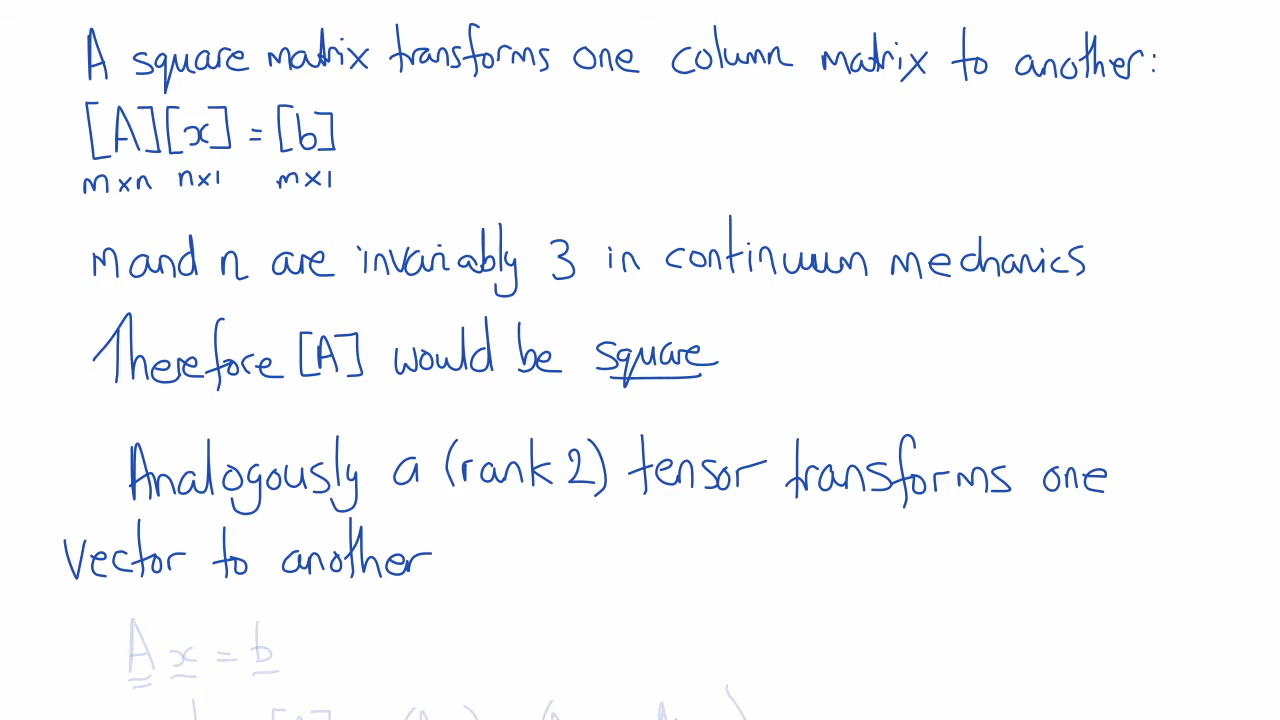 A square matrix transforms one column matrix to another:
[A][x] = [b]
m×n n×1 m×1
m and n are invariably 3 in continuum mechanics
Therefore [A] would be square
Analogously a (rank 2) tensor transforms one
vector to another
A x = b